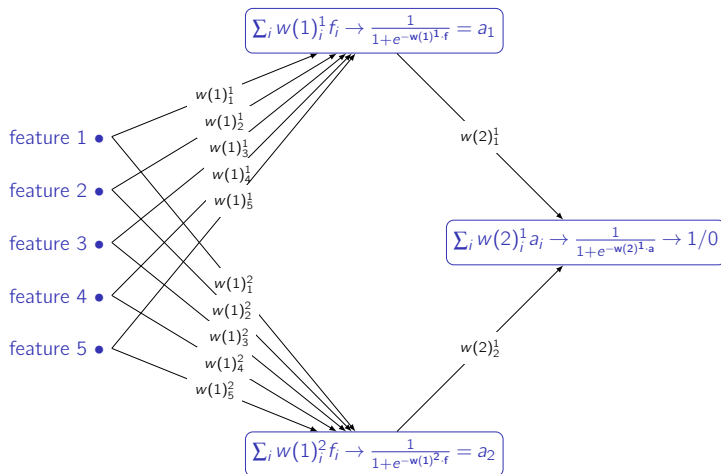 ∑ᵢ w(1)¹ᵢ fᵢ → 1/(1+e^(−w(1)¹·f)) = a₁
w(1)¹₁
w(1)¹₂
w(1)¹₃
w(1)¹₄
w(1)¹₅
feature 1
feature 2
feature 3
feature 4
feature 5
w(2)¹₁
∑ᵢ w(2)¹ᵢ aᵢ → 1/(1+e^(−w(2)¹·a)) → 1/0
w(1)²₁
w(1)²₂
w(1)²₃
w(1)²₄
w(1)²₅
w(2)¹₂
∑ᵢ w(1)²ᵢ fᵢ → 1/(1+e^(−w(1)²·f)) = a₂